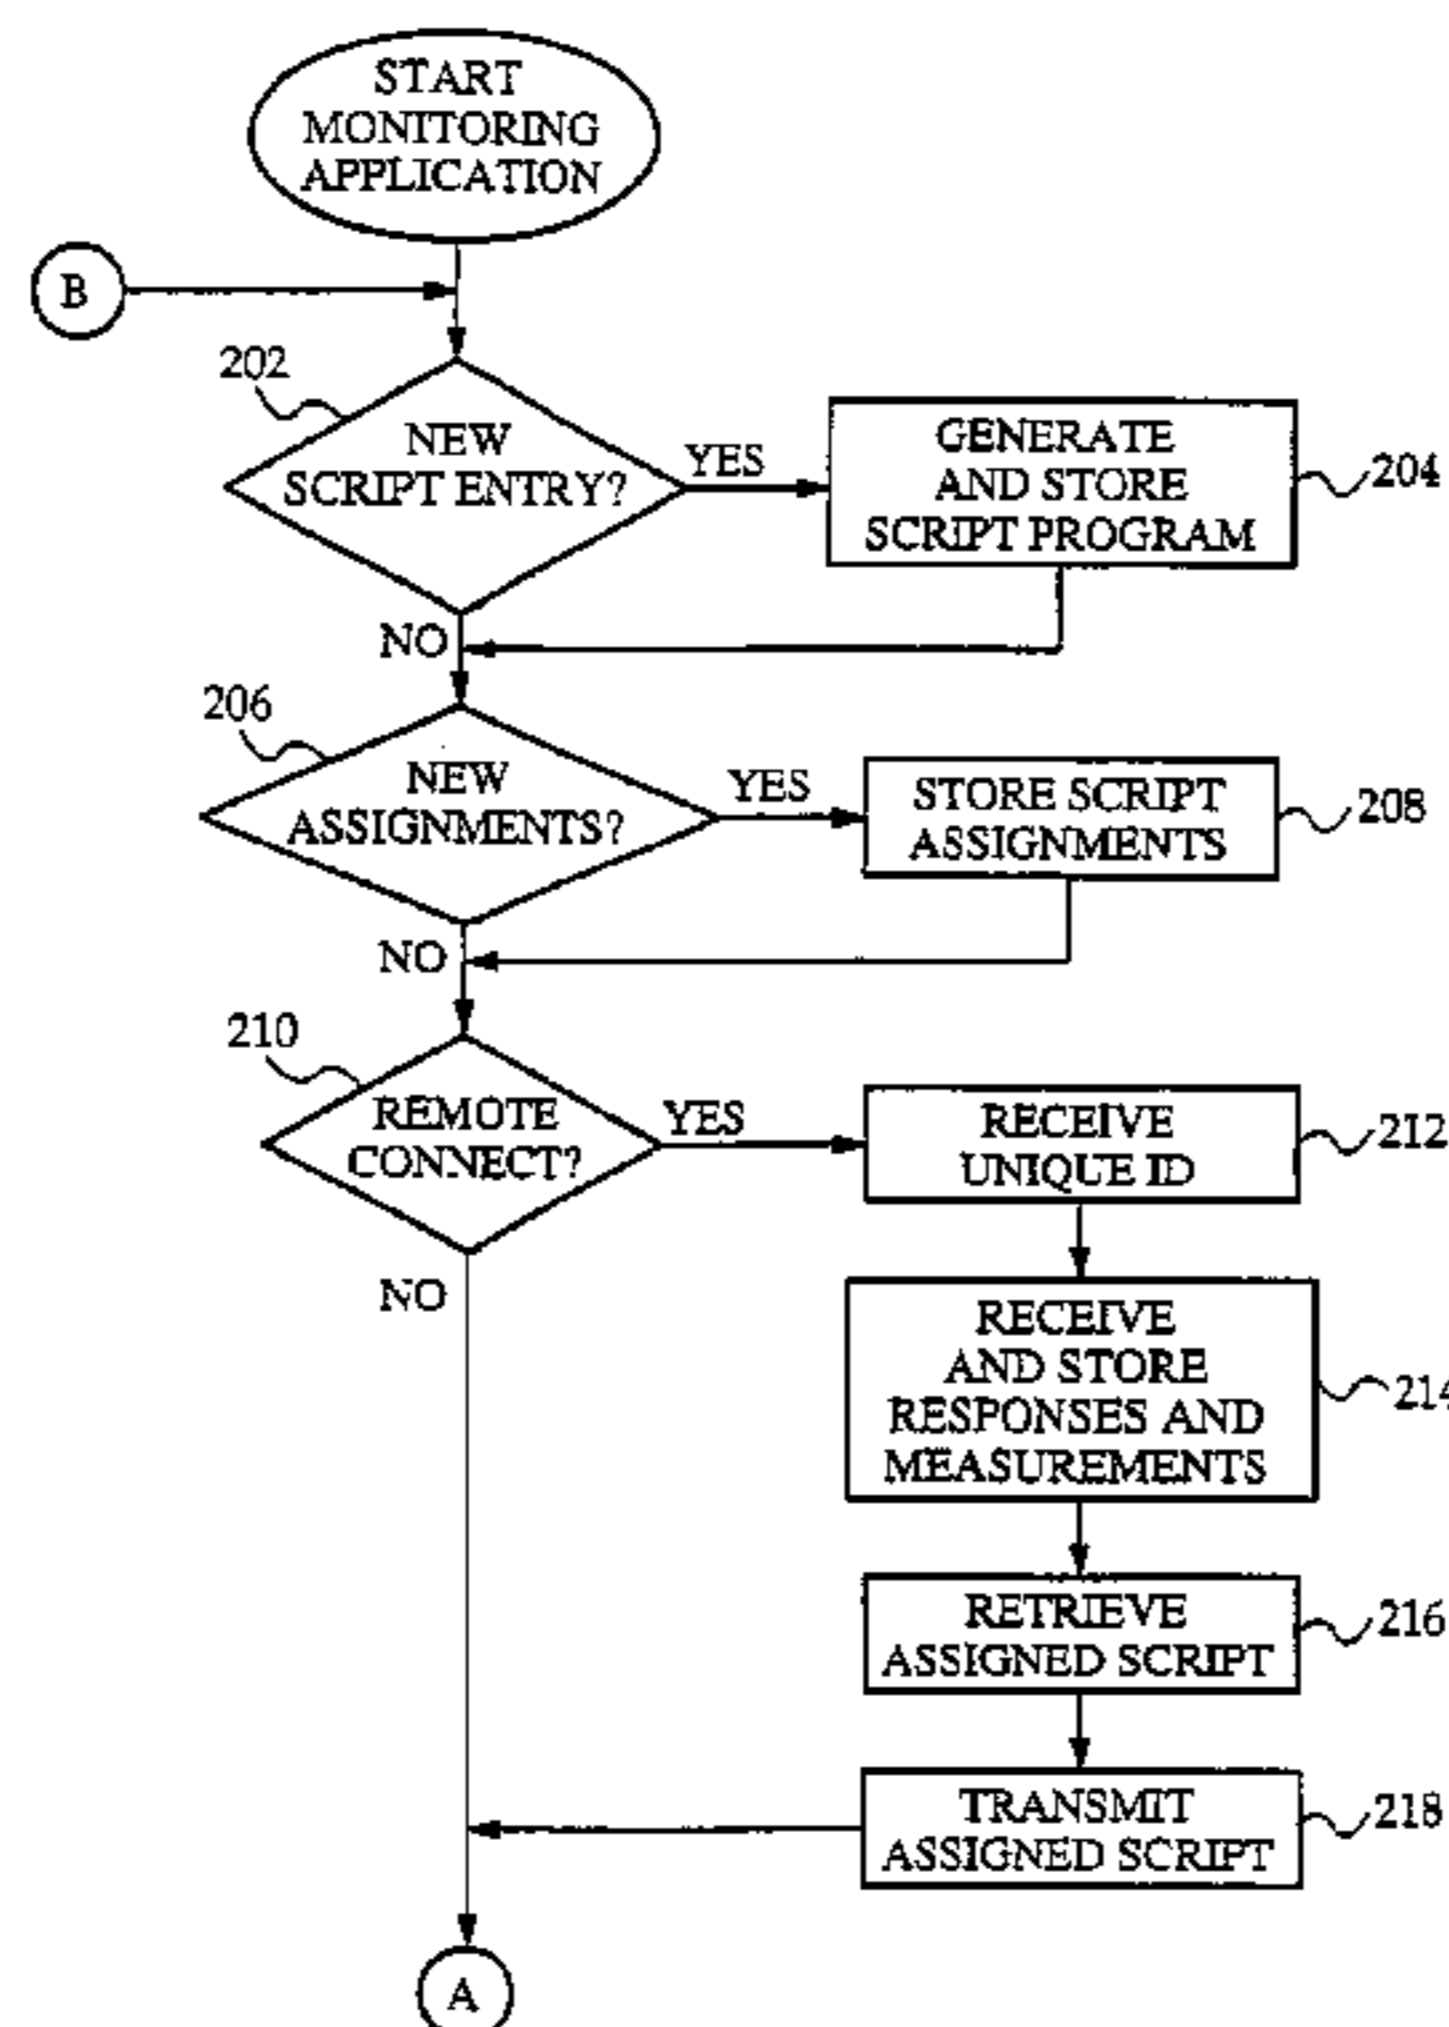 START
MONITORING
APPLICATION
B
202
NEW
SCRIPT ENTRY?
YES
GENERATE
AND STORE
SCRIPT PROGRAM
204
NO
206
NEW
ASSIGNMENTS?
YES
STORE SCRIPT
ASSIGNMENTS
208
NO
210
REMOTE
CONNECT?
YES
RECEIVE
UNIQUE ID
212
NO
RECEIVE
AND STORE
RESPONSES AND
MEASUREMENTS
214
RETRIEVE
ASSIGNED SCRIPT
216
TRANSMIT
ASSIGNED SCRIPT
218
A